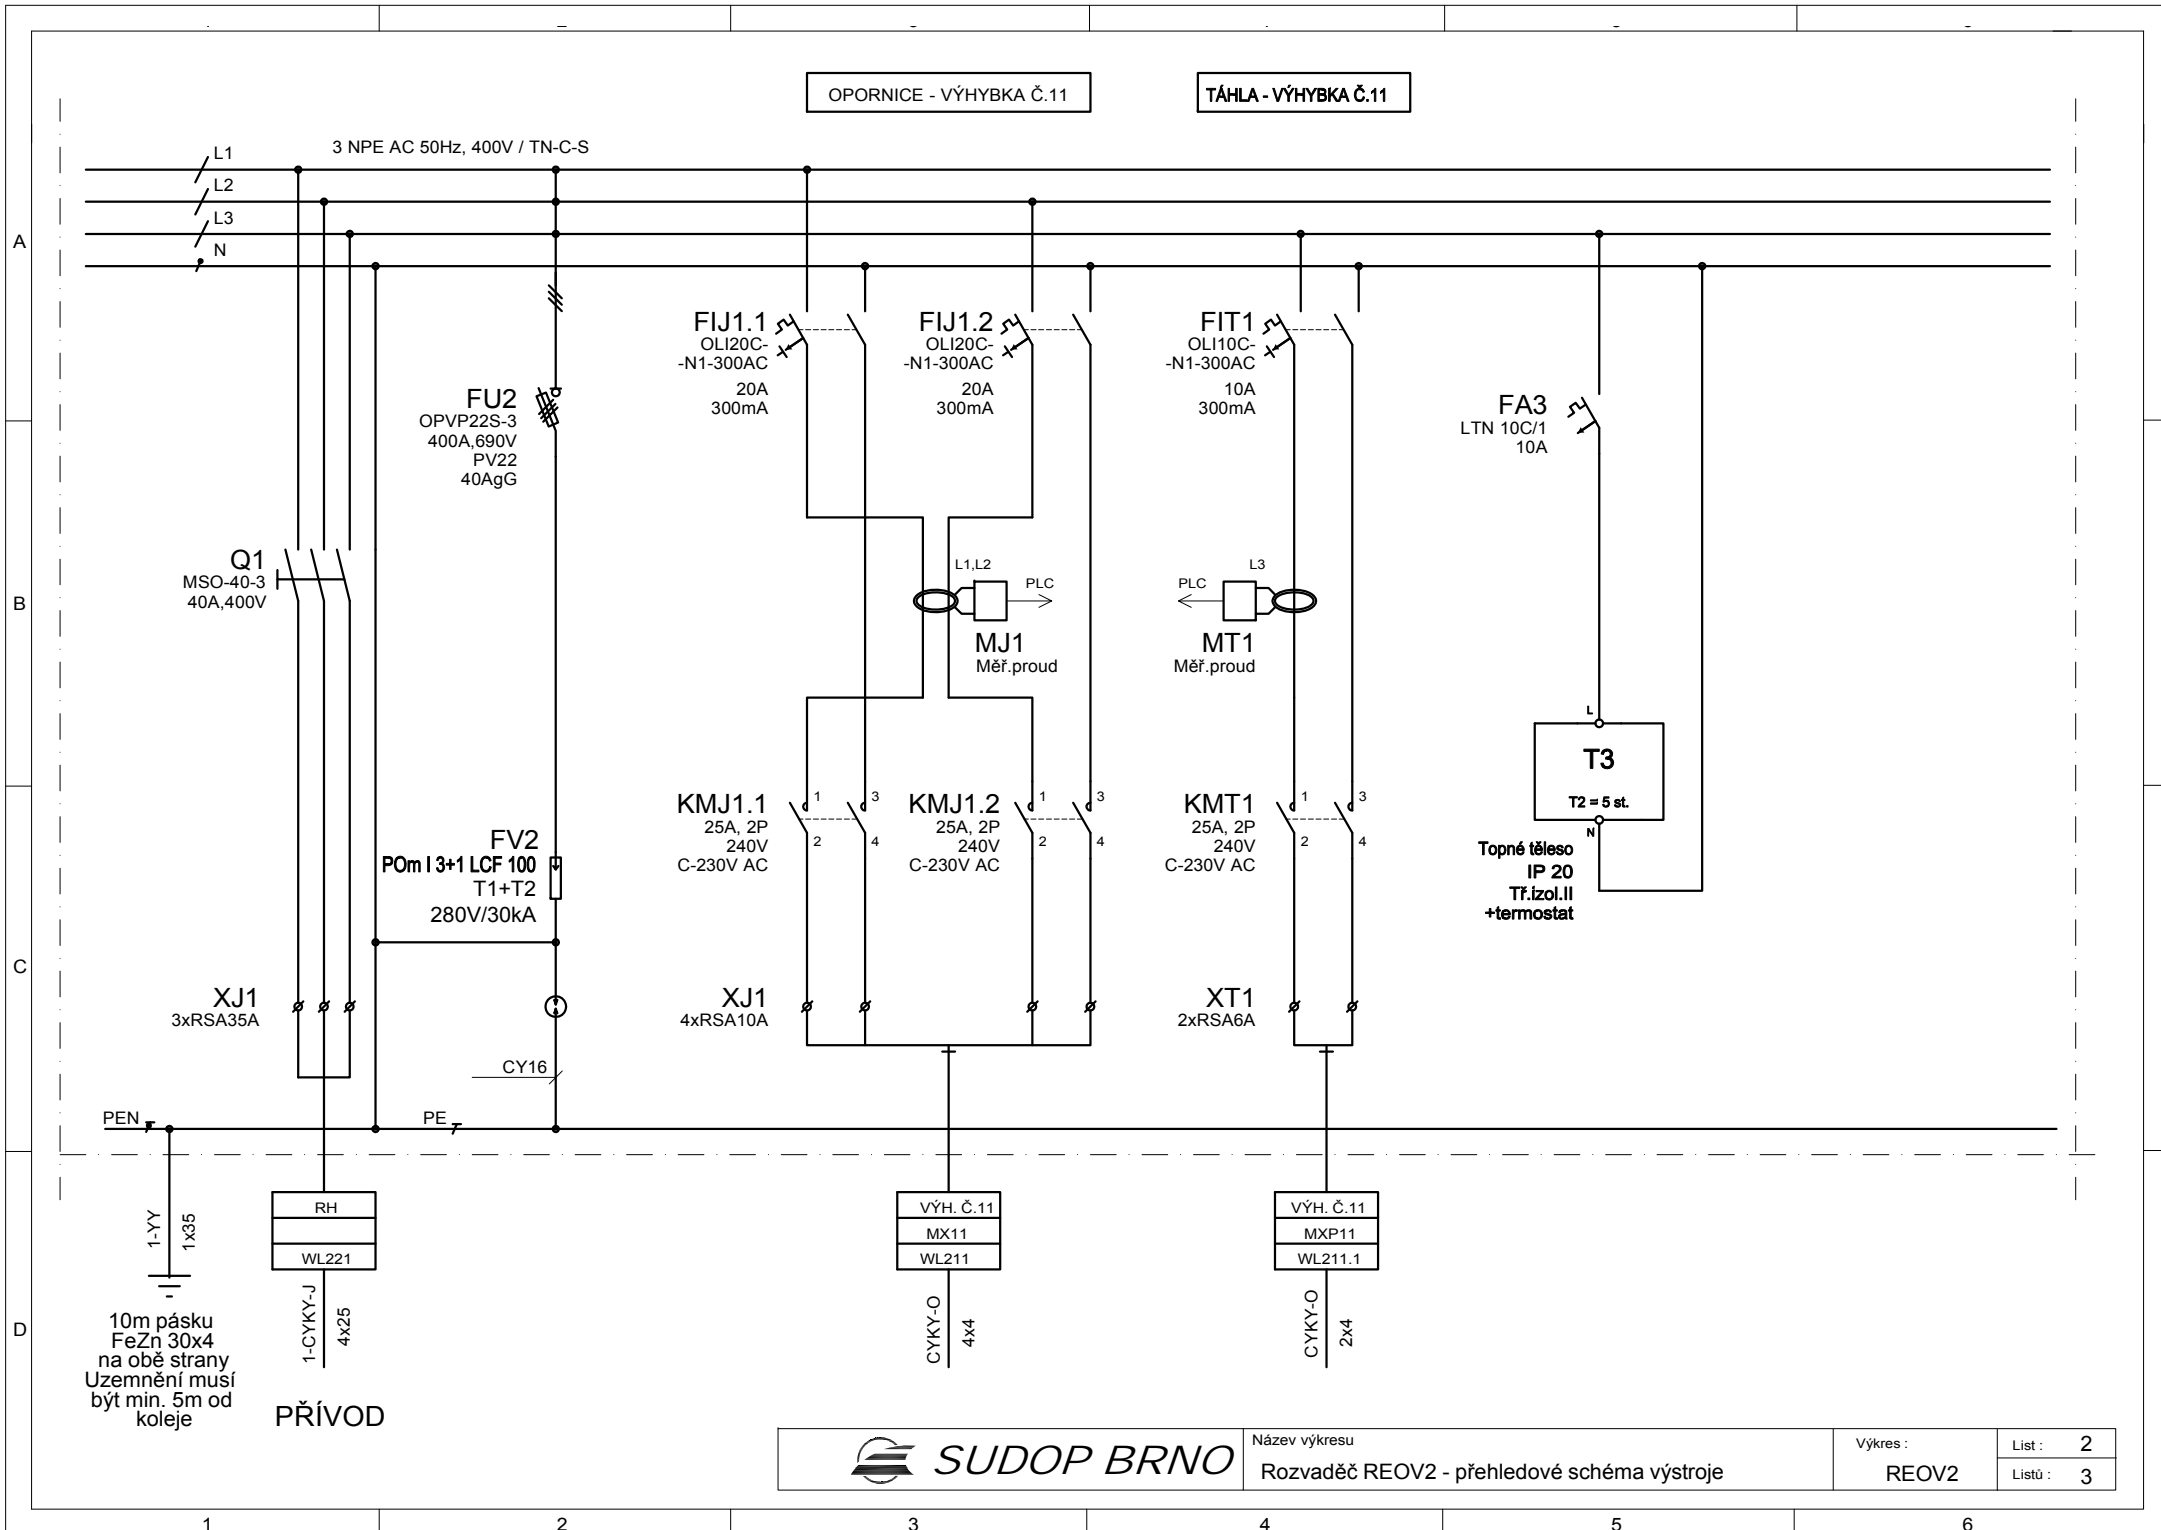 OPORNICE - VÝHYBKA Č.11
TÁHLA - VÝHYBKA Č.11
3 NPE AC 50Hz, 400V / TN-C-S
L1
L2
L3
N
A
B
C
D
FU2
OPVP22S-3
400A,690V
PV22
40AgG
FIJ1.1
OLI20C-
-N1-300AC
20A
300mA
FIJ1.2
OLI20C-
-N1-300AC
20A
300mA
FIT1
OLI10C-
-N1-300AC
10A
300mA
FA3
LTN 10C/1
10A
Q1
MSO-40-3
40A,400V
L1,L2
PLC
MJ1
Měř.proud
PLC
L3
MT1
Měř.proud
L
T3
T2 = 5 st.
N
Topné těleso
IP 20
Tř.izol.II
+termostat
FV2
POm I 3+1 LCF 100
T1+T2
280V/30kA
KMJ1.1
25A, 2P
240V
C-230V AC
1
3
2
4
KMJ1.2
25A, 2P
240V
C-230V AC
1
3
2
4
KMT1
25A, 2P
240V
C-230V AC
1
3
2
4
XJ1
3xRSA35A
XJ1
4xRSA10A
XT1
2xRSA6A
CY16
PEN
PE
1-YY
1x35
RH
WL221
1-CYKY-J
4x25
VÝH. Č.11
MX11
WL211
CYKY-O
4x4
VÝH. Č.11
MXP11
WL211.1
CYKY-O
2x4
10m pásku
FeZn 30x4
na obě strany
Uzemnění musí
být min. 5m od
koleje
PŘÍVOD
SUDOP BRNO
Název výkresu
Rozvaděč REOV2 - přehledové schéma výstroje
Výkres :
REOV2
List : 2
Listů : 3
1
2
3
4
5
6